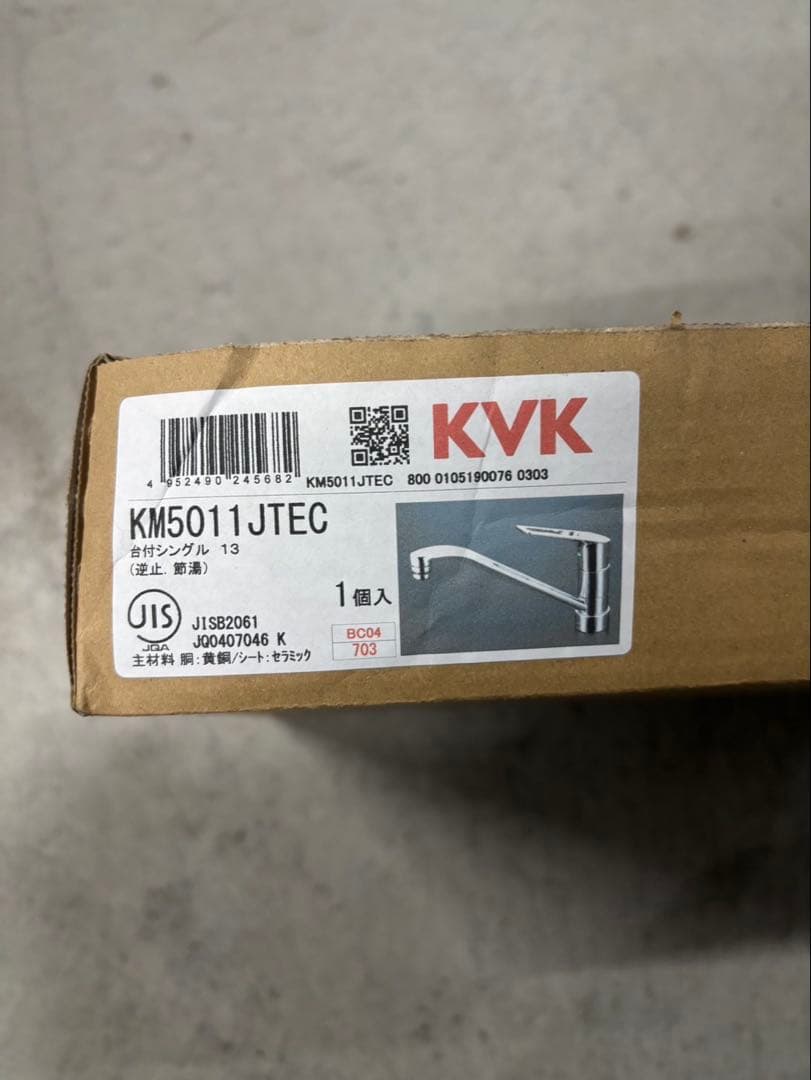 KVK
4 952490 245682
KM5011JTEC 800 0105190076 0303
KM5011JTEC
台付シングル 13
(逆止.節湯)
1個入
JIS
JQA
JISB2061
JQ0407046 K
BC04
703
主材料 胴:黄銅/シート:セラミック